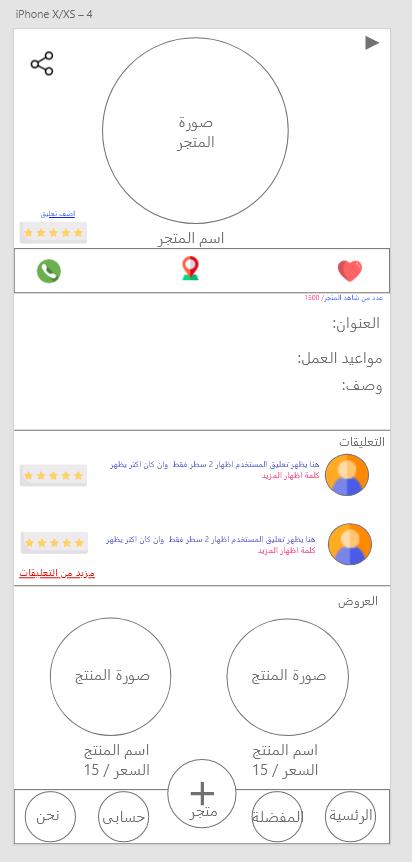 iPhone X/XS – 4
صورة
المتجر
اضف تعليق
اسم المتجر
عدد من شاهد المتجر/ 1500
العنوان:
مواعيد العمل:
وصف:
التعليقات
هنا يظهر تعليق المستخدم اظهار 2 سطر فقط وان كان اكثر يظهر
كلمة اظهار المزيد
هنا يظهر تعليق المستخدم اظهار 2 سطر فقط وان كان اكثر يظهر
كلمة اظهار المزيد
مزيد من التعليقات
العروض
صورة المنتج
صورة المنتج
اسم المنتج
اسم المنتج
السعر / 15
السعر / 15
الرئسية
المفضلة
متجر
حسابى
نحن